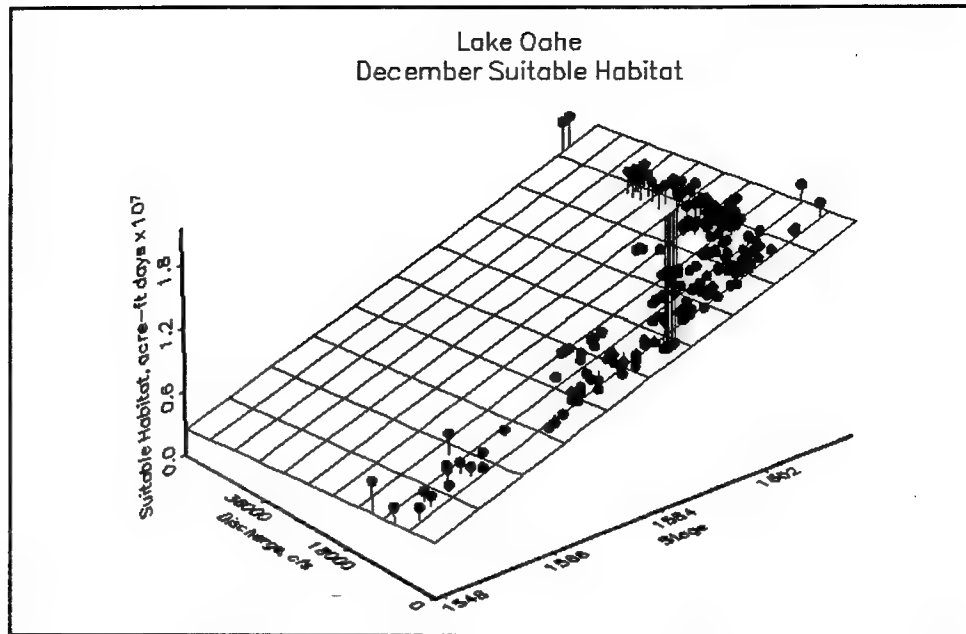 Lake Oahe
December Suitable Habitat
Suitable Habitat, acre-ft days x10⁷
1.8
1.2
0.6
0.0
36000
18000
0
Discharge, cfs
1548
1566
1584
1602
Stage